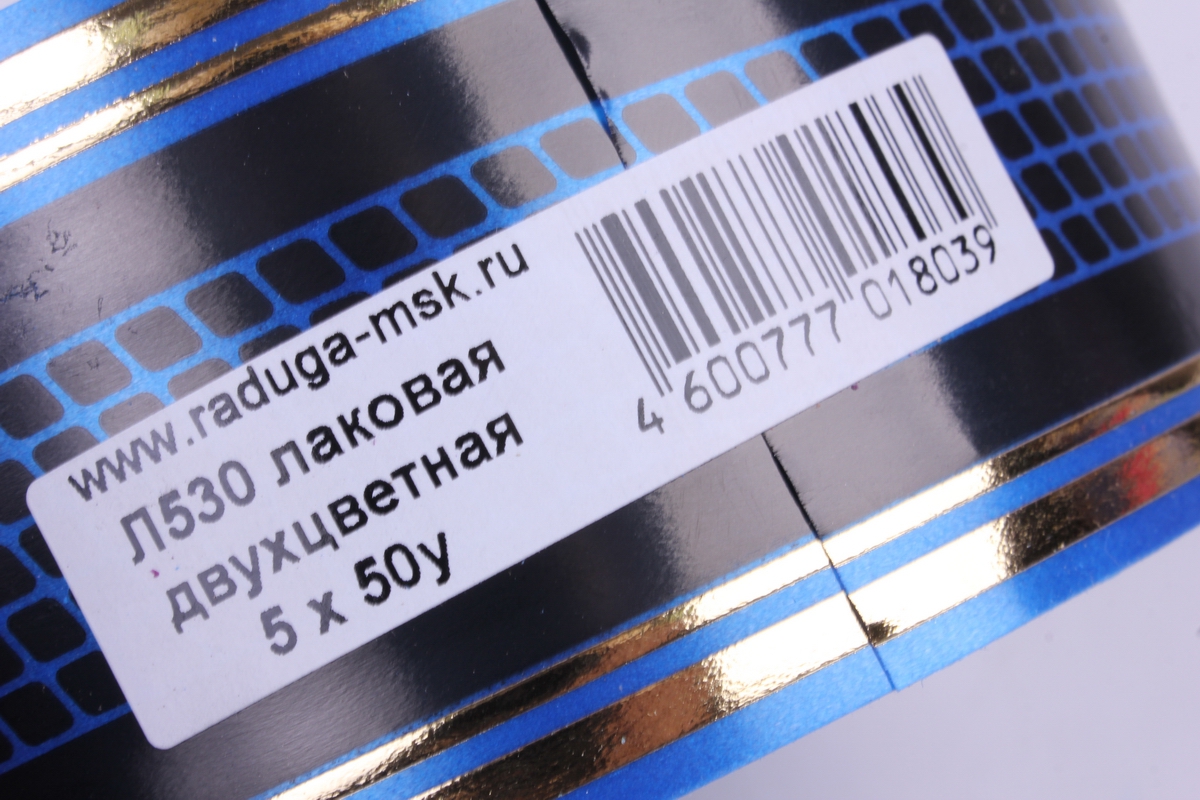 www.raduga-msk.ru
Л530 лаковая
двухцветная
5 х 50у
4 600777 018039